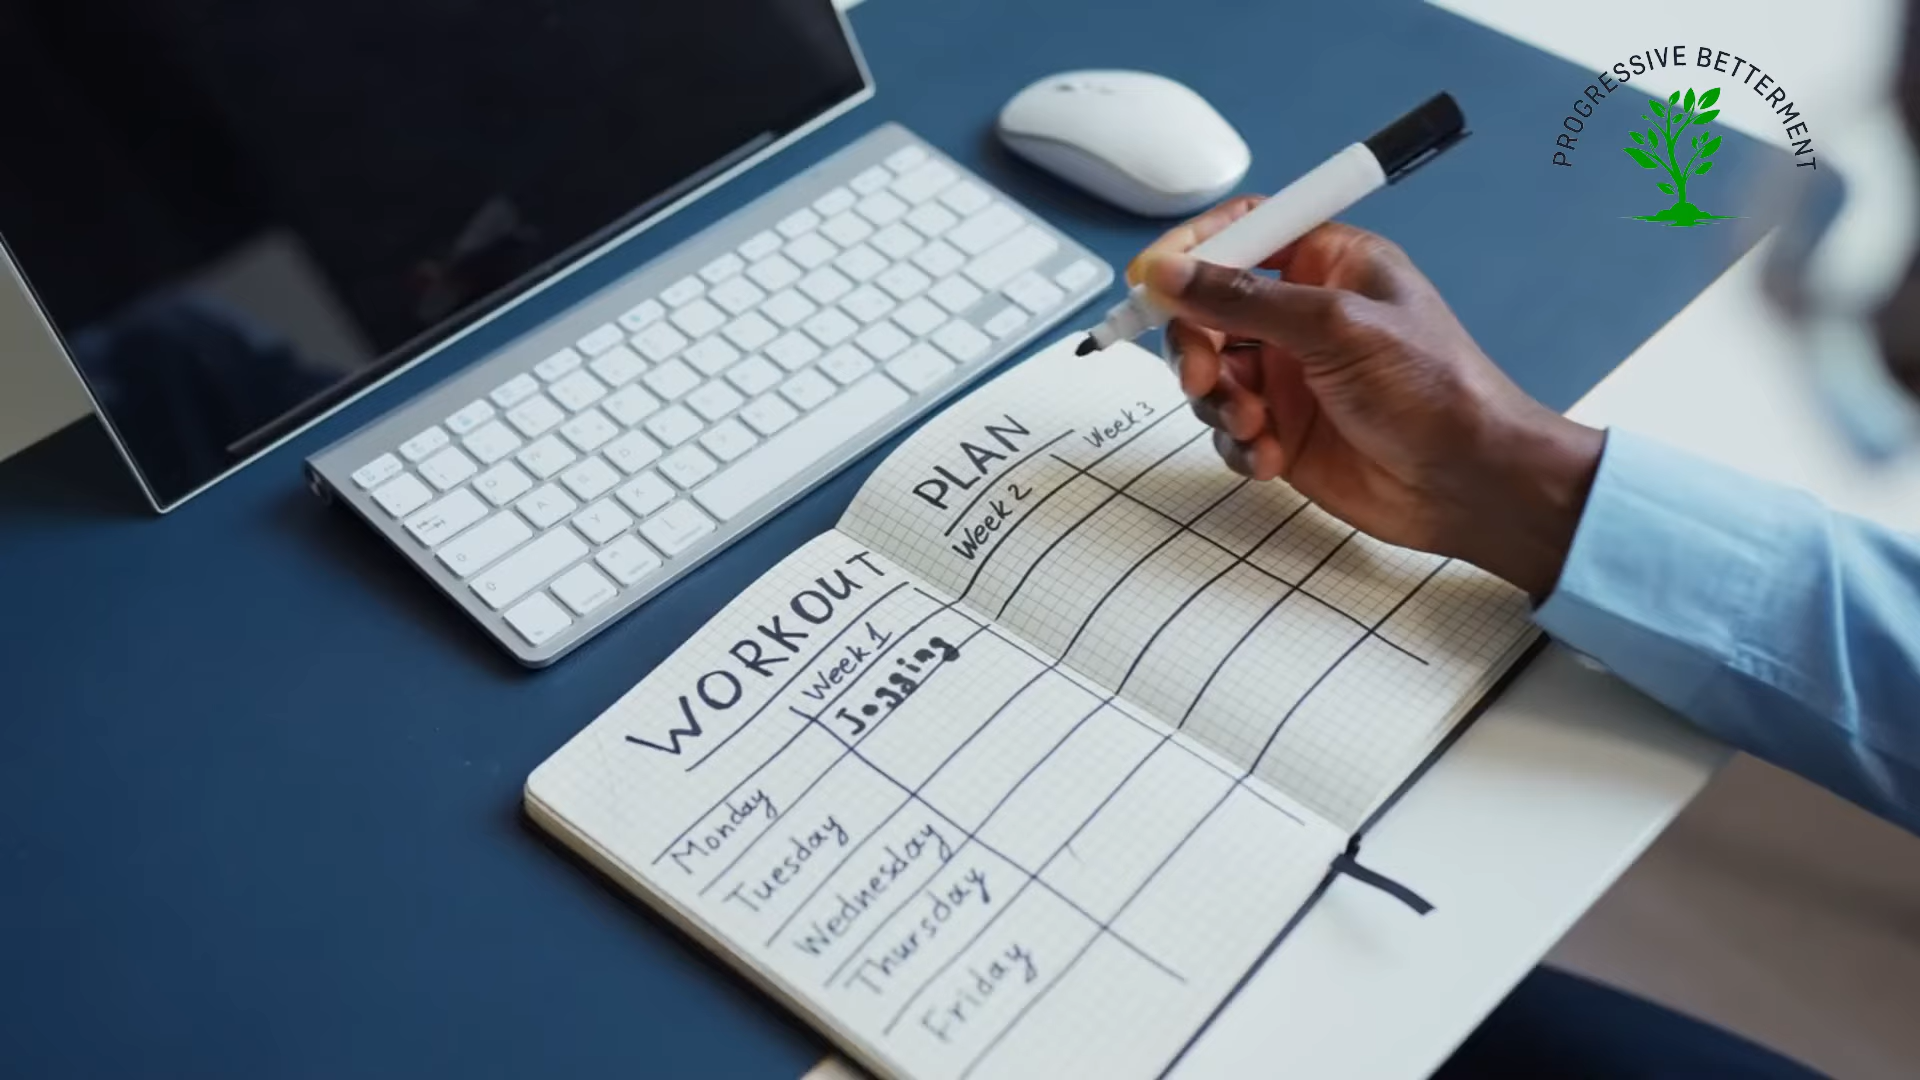 PROGRESSIVE BETTERMENT
WORKOUT PLAN
Week 1 Week 2 Week 3
Monday Jogging
Tuesday
Wednesday
Thursday
Friday